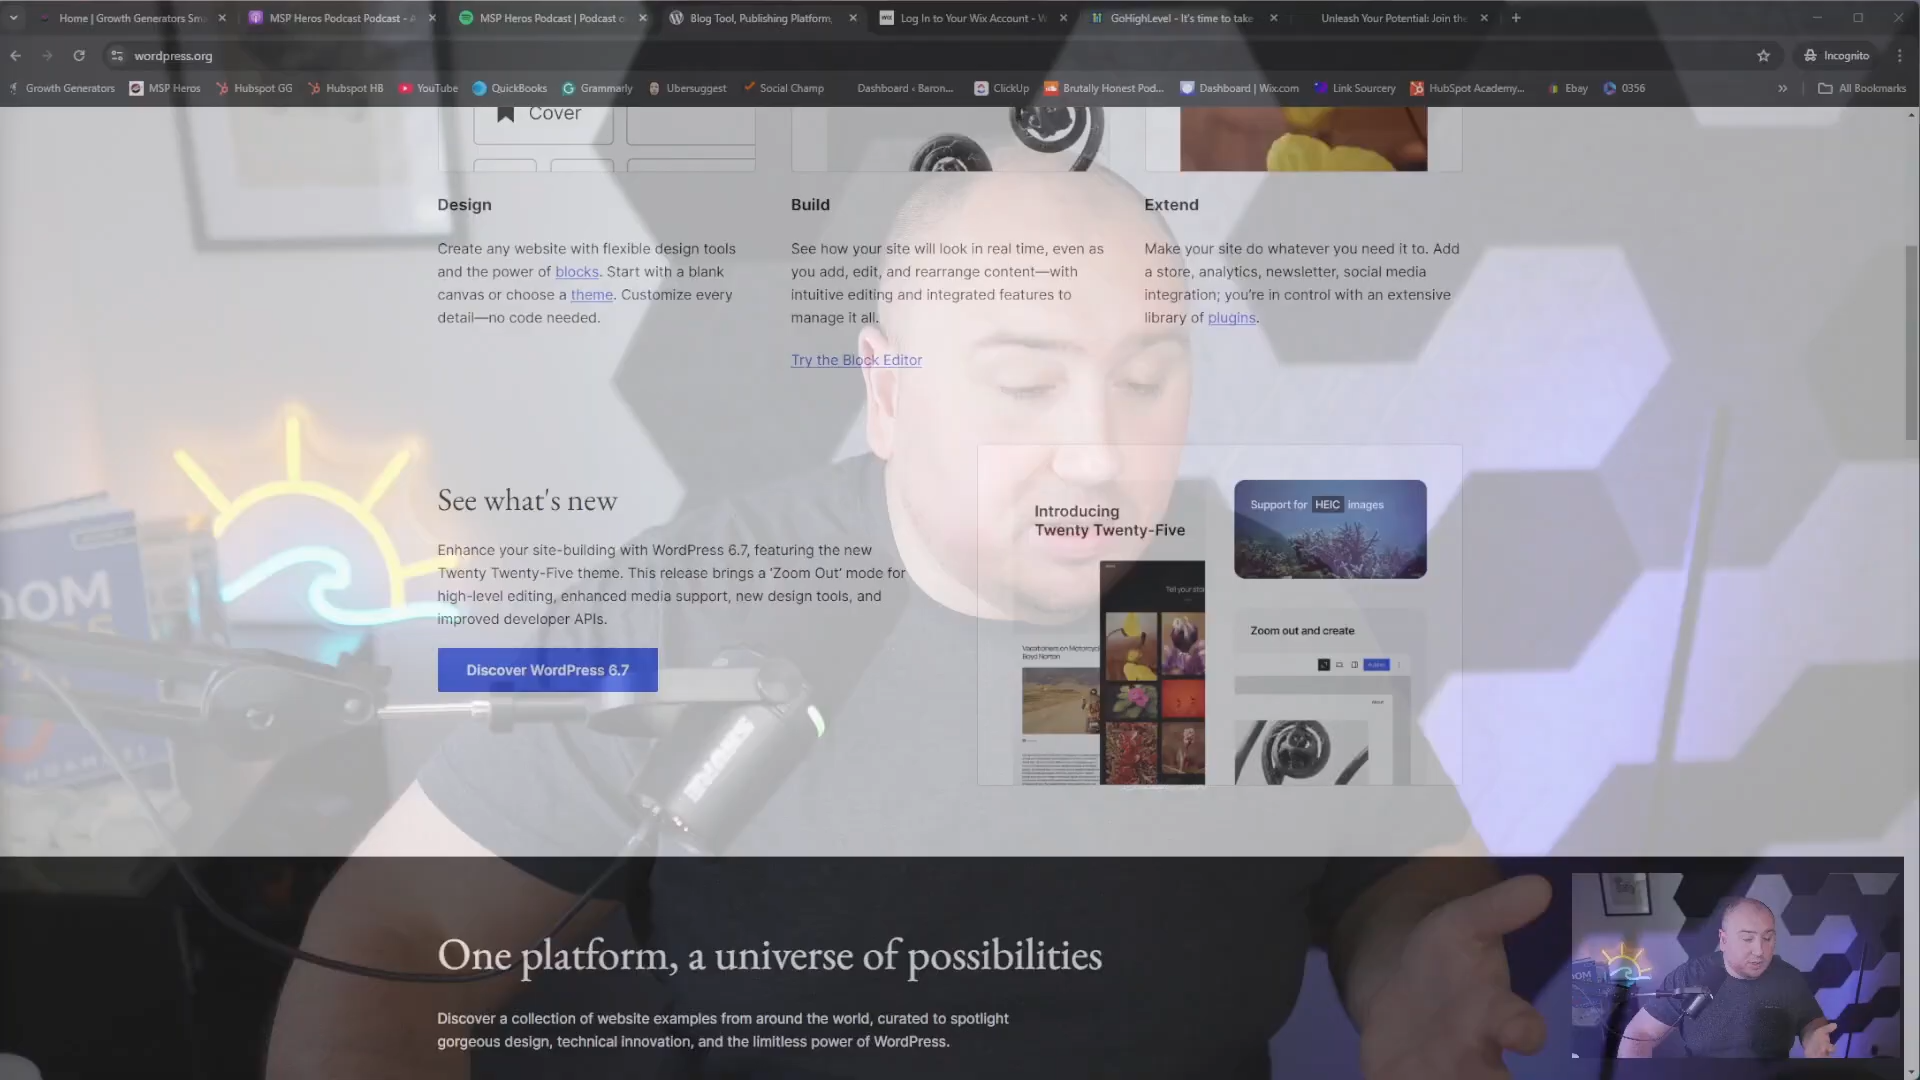 Home | Growth Generators Sm
MSP Heros Podcast Podcast - A
MSP Heros Podcast | Podcast o
Blog Tool, Publishing Platform,
Log In to Your Wix Account - W
GoHighLevel - It's time to take
Unleash Your Potential: Join the
wordpress.org
Incognito
Growth Generators
MSP Heros
Hubspot GG
Hubspot HB
YouTube
QuickBooks
Grammarly
Ubersuggest
Social Champ
Dashboard ‹ Baron...
ClickUp
Brutally Honest Pod...
Dashboard | Wix.com
Link Sourcery
HubSpot Academy...
Ebay
0356
All Bookmarks
Cover
Design
Create any website with flexible design tools
and the power of blocks. Start with a blank
canvas or choose a theme. Customize every
detail—no code needed.
Build
See how your site will look in real time, even as
you add, edit, and rearrange content—with
intuitive editing and integrated features to
manage it all.
Try the Block Editor
Extend
Make your site do whatever you need it to. Add
a store, analytics, newsletter, social media
integration; you're in control with an extensive
library of plugins.
See what's new
Enhance your site-building with WordPress 6.7, featuring the new
Twenty Twenty-Five theme. This release brings a 'Zoom Out' mode for
high-level editing, enhanced media support, new design tools, and
improved developer APIs.
Discover WordPress 6.7
Introducing
Twenty Twenty-Five
Support for HEIC images
Tell your stor
Zoom out and create
Vacationers on Motorcyc
Boyd Norton
One platform, a universe of possibilities
Discover a collection of website examples from around the world, curated to spotlight
gorgeous design, technical innovation, and the limitless power of WordPress.